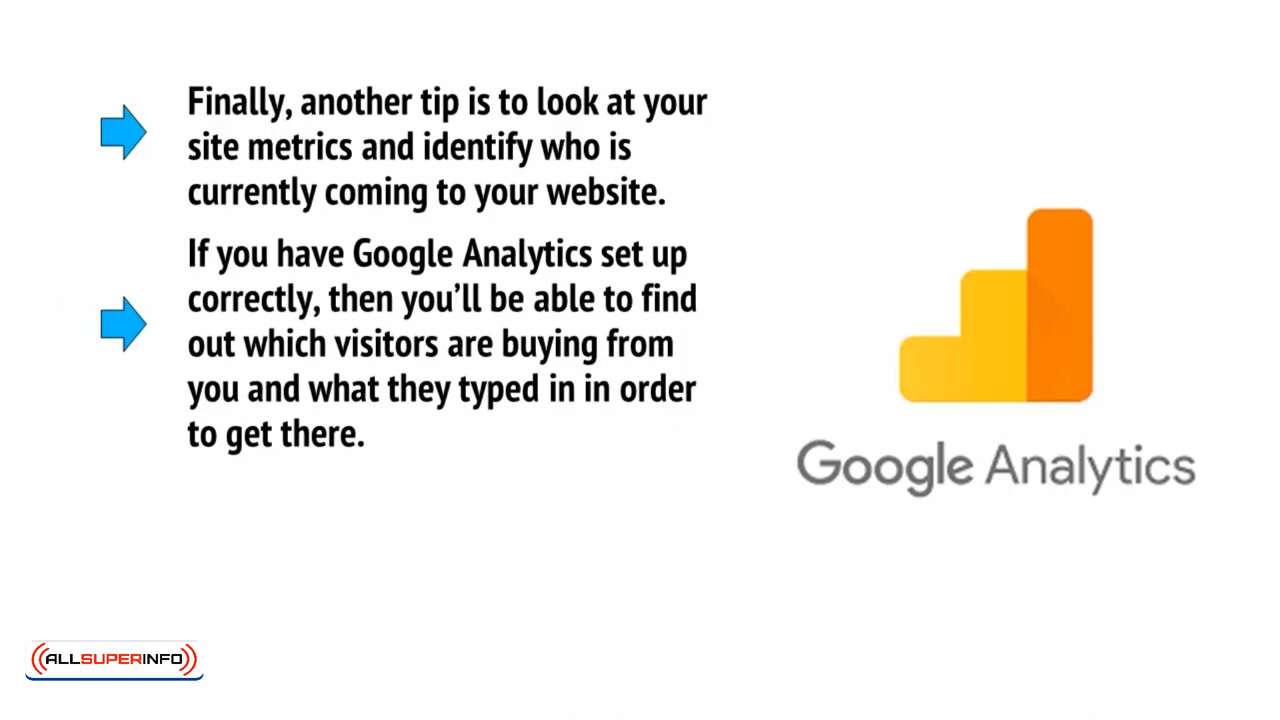 Finally, another tip is to look at your
site metrics and identify who is
currently coming to your website.
If you have Google Analytics set up
correctly, then you'll be able to find
out which visitors are buying from
you and what they typed in in order
to get there.
Google Analytics
ALLSUPERINFO